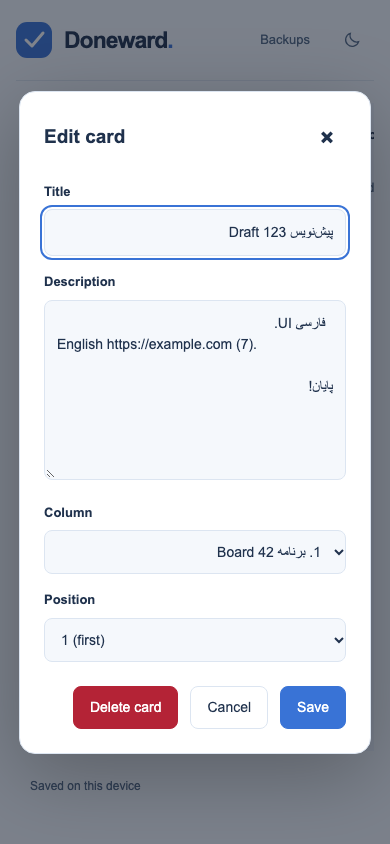 Doneward.
Backups
Edit card
Title
پیش‌نویس Draft 123
Description
فارسی UI.
English https://example.com (7).
پایان!
Column
1. برنامه Board 42
Position
1 (first)
Delete card
Cancel
Save
Saved on this device